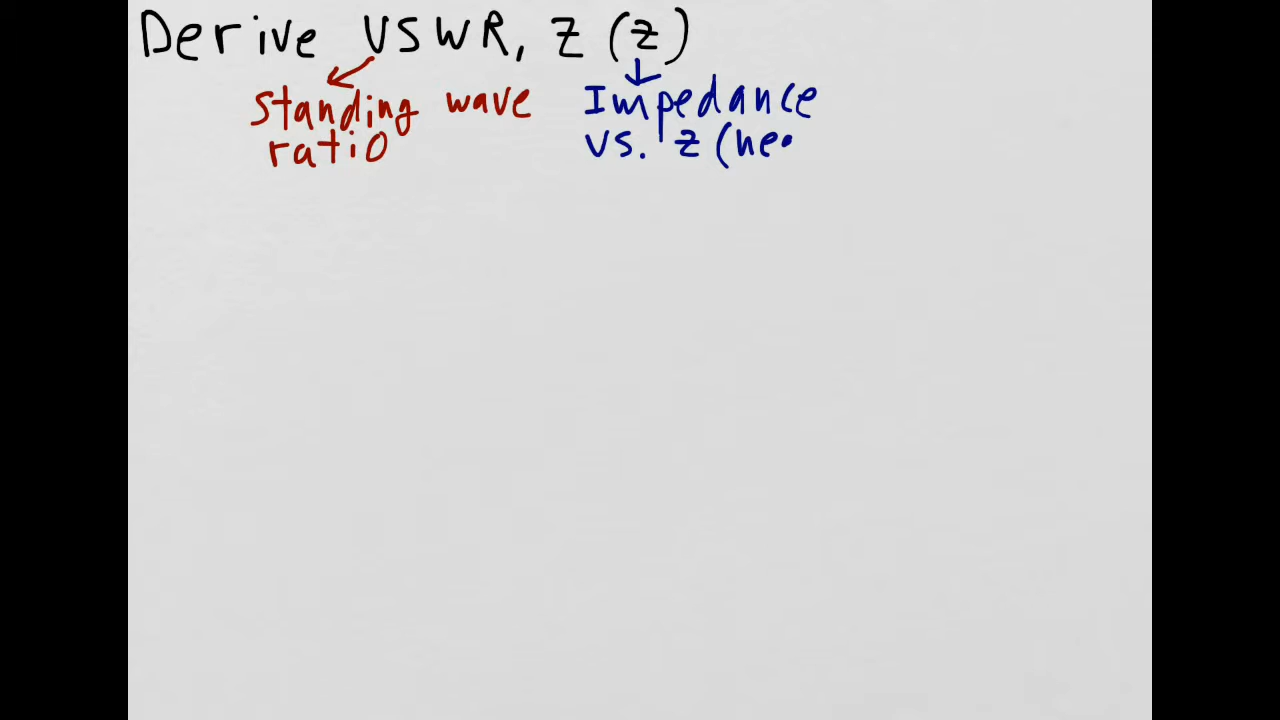 Derive VSWR, Z(z)
Standing wave
ratio
Impedance
vs. z (